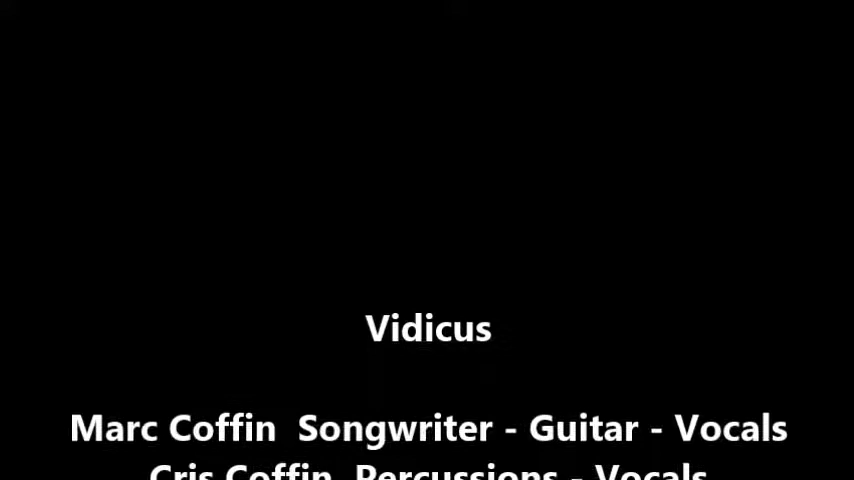 Vidicus
Marc Coffin  Songwriter - Guitar - Vocals
Cris Coffin  Percussions - Vocals